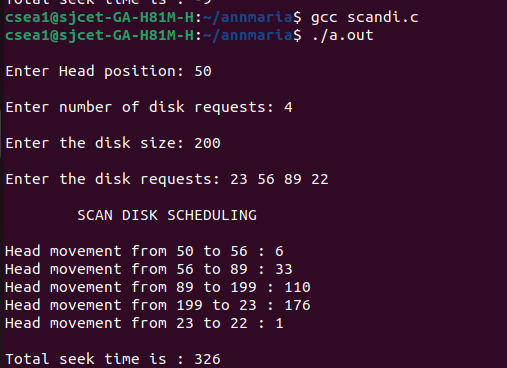 Total seek time is : -9
csea1@sjcet-GA-H81M-H:~/annmaria$ gcc scandi.c
csea1@sjcet-GA-H81M-H:~/annmaria$ ./a.out
Enter Head position: 50
Enter number of disk requests: 4
Enter the disk size: 200
Enter the disk requests: 23 56 89 22
SCAN DISK SCHEDULING
Head movement from 50 to 56 : 6
Head movement from 56 to 89 : 33
Head movement from 89 to 199 : 110
Head movement from 199 to 23 : 176
Head movement from 23 to 22 : 1
Total seek time is : 326